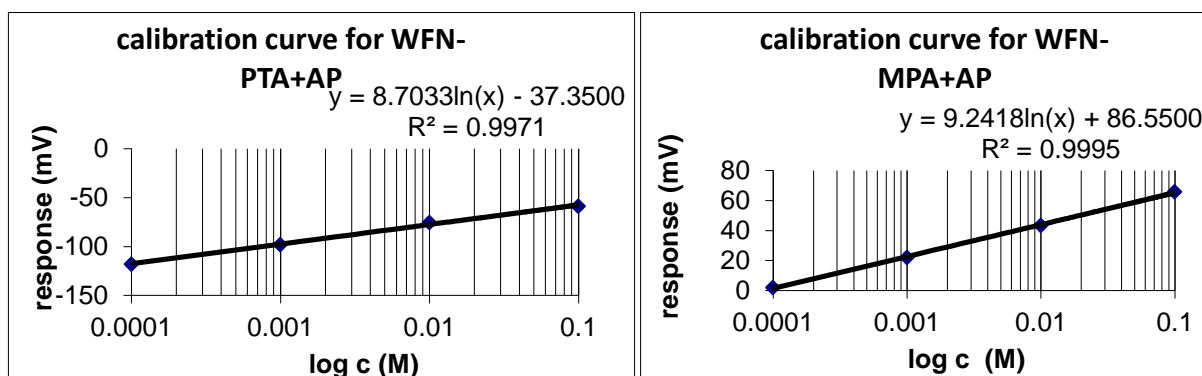 calibration curve for WFN-
PTA+AP
y = 8.7033ln(x) - 37.3500
R² = 0.9971
response (mV)
0
-50
-100
-150
0.0001 0.001 0.01 0.1
log c (M)
calibration curve for WFN-
MPA+AP
y = 9.2418ln(x) + 86.5500
R² = 0.9995
response (mV)
80
60
40
20
0
0.0001 0.001 0.01 0.1
log c (M)